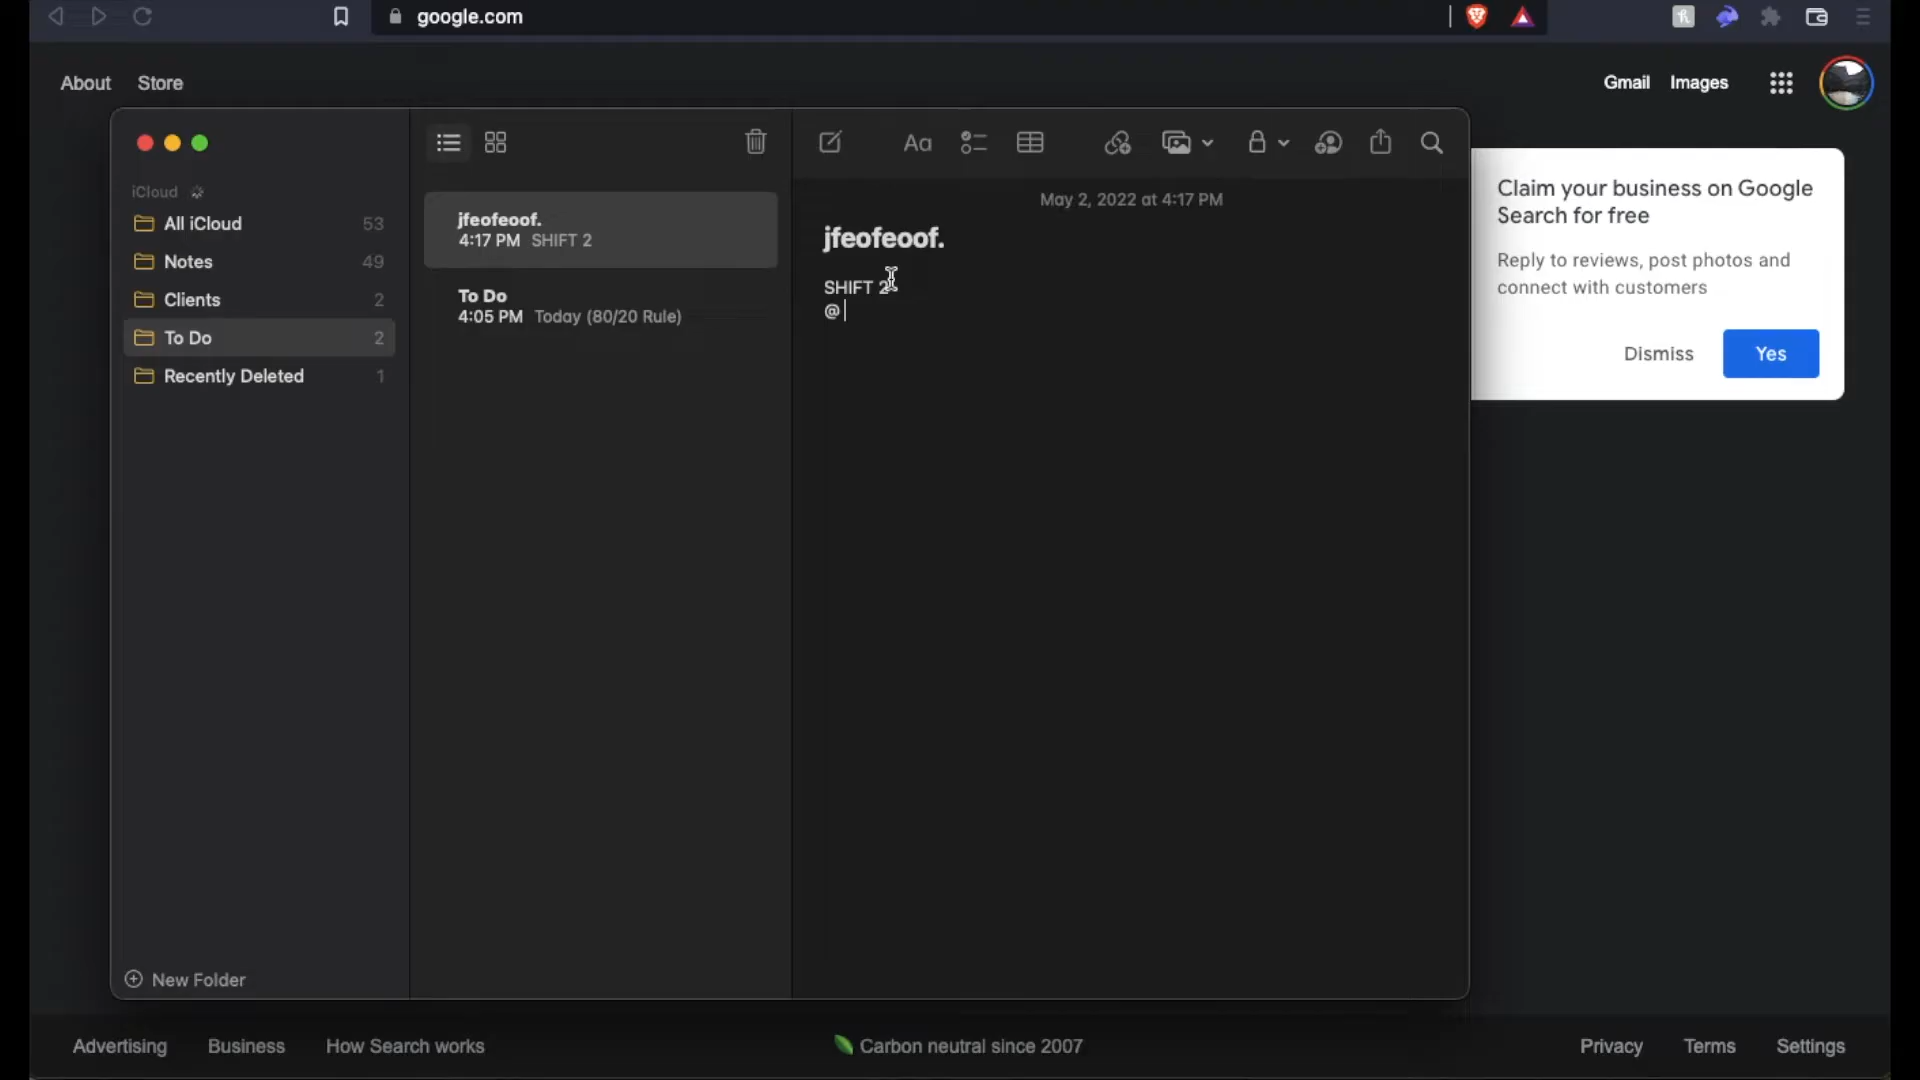 google.com
About
Store
Gmail
Images
iCloud
All iCloud 53
Notes 49
Clients 2
To Do 2
Recently Deleted 1
New Folder
jfeofeoof.
4:17 PM SHIFT 2
To Do
4:05 PM Today (80/20 Rule)
Aa
May 2, 2022 at 4:17 PM
jfeofeoof.
SHIFT 2
@
Claim your business on Google
Search for free
Reply to reviews, post photos and
connect with customers
Dismiss
Yes
Advertising
Business
How Search works
Carbon neutral since 2007
Privacy
Terms
Settings